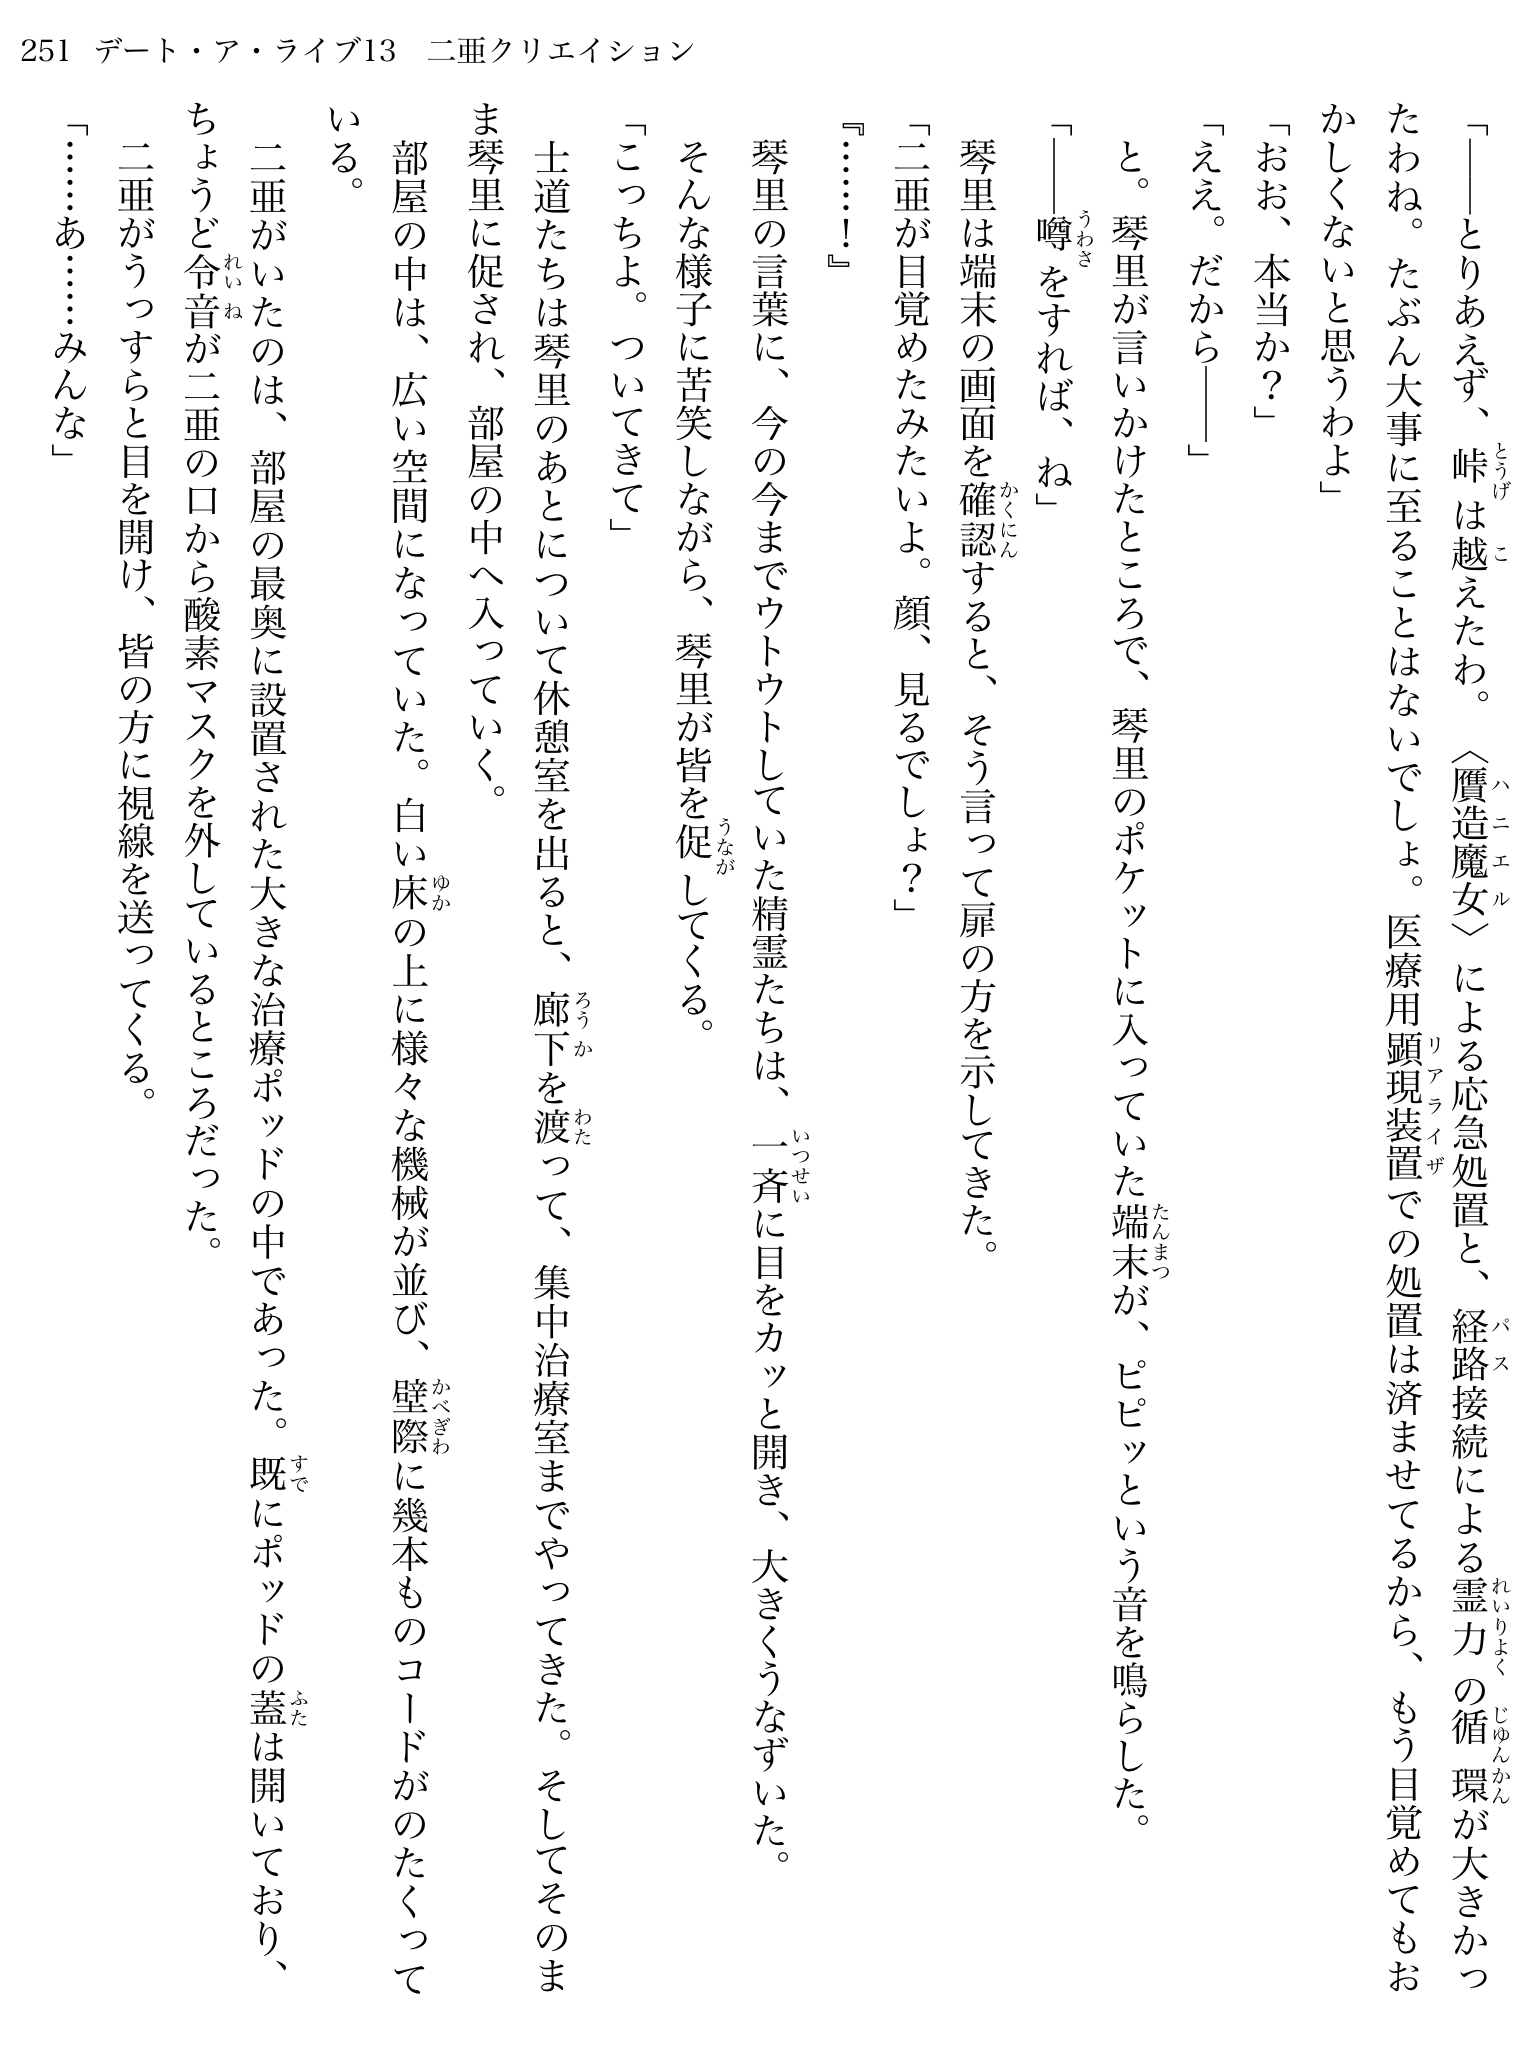 251 デート・ア・ライブ13　二亜クリエイション
「――とりあえず、峠は越えたわ。〈贋造魔女〉による応急処置と、経路接続による霊力の循環が大きかっ
たわね。たぶん大事に至ることはないでしょ。医療用顕現装置での処置は済ませてるから、もう目覚めてもお
かしくないと思うわよ」
「おお、本当か？」
「ええ。だから――」
　と。琴里が言いかけたところで、琴里のポケットに入っていた端末が、ピピッという音を鳴らした。
「――噂をすれば、ね」
　琴里は端末の画面を確認すると、そう言って扉の方を示してきた。
「二亜が目覚めたみたいよ。顔、見るでしょ？」
『……！』
　琴里の言葉に、今の今までウトウトしていた精霊たちは、一斉に目をカッと開き、大きくうなずいた。
　そんな様子に苦笑しながら、琴里が皆を促してくる。
「こっちよ。ついてきて」
　士道たちは琴里のあとについて休憩室を出ると、廊下を渡って、集中治療室までやってきた。そしてそのま
ま琴里に促され、部屋の中へ入っていく。
　部屋の中は、広い空間になっていた。白い床の上に様々な機械が並び、壁際に幾本ものコードがのたくって
いる。
　二亜がいたのは、部屋の最奥に設置された大きな治療ポッドの中であった。既にポッドの蓋は開いており、
ちょうど令音が二亜の口から酸素マスクを外しているところだった。
　二亜がうっすらと目を開け、皆の方に視線を送ってくる。
「……あ……みんな」